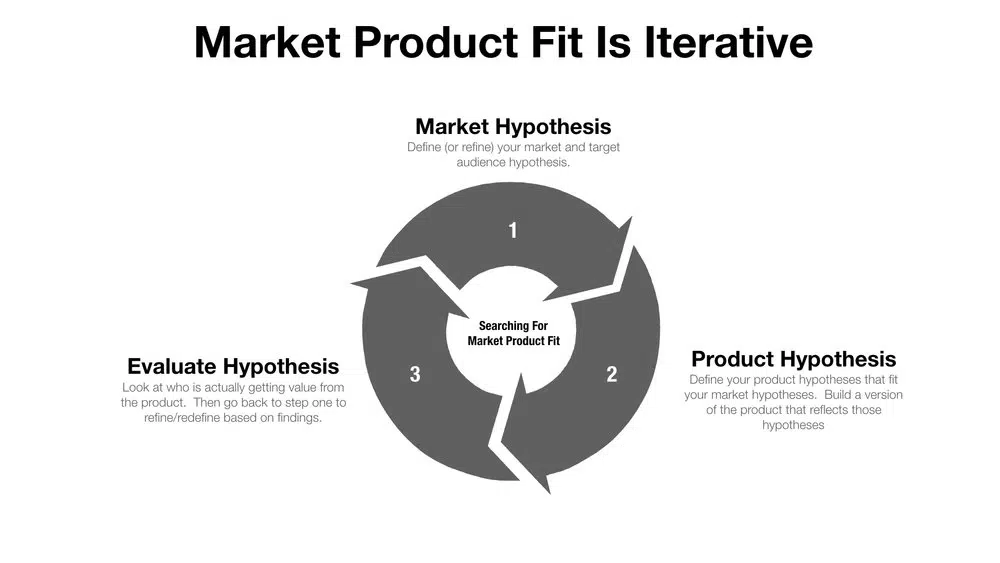 Market Product Fit Is Iterative
Market Hypothesis
Define (or refine) your market and target
audience hypothesis.
1
Searching For
Market Product Fit
Evaluate Hypothesis
Look at who is actually getting value from
the product.  Then go back to step one to
refine/redefine based on findings.
3
2
Product Hypothesis
Define your product hypotheses that fit
your market hypotheses.  Build a version
of the product that reflects those
hypotheses